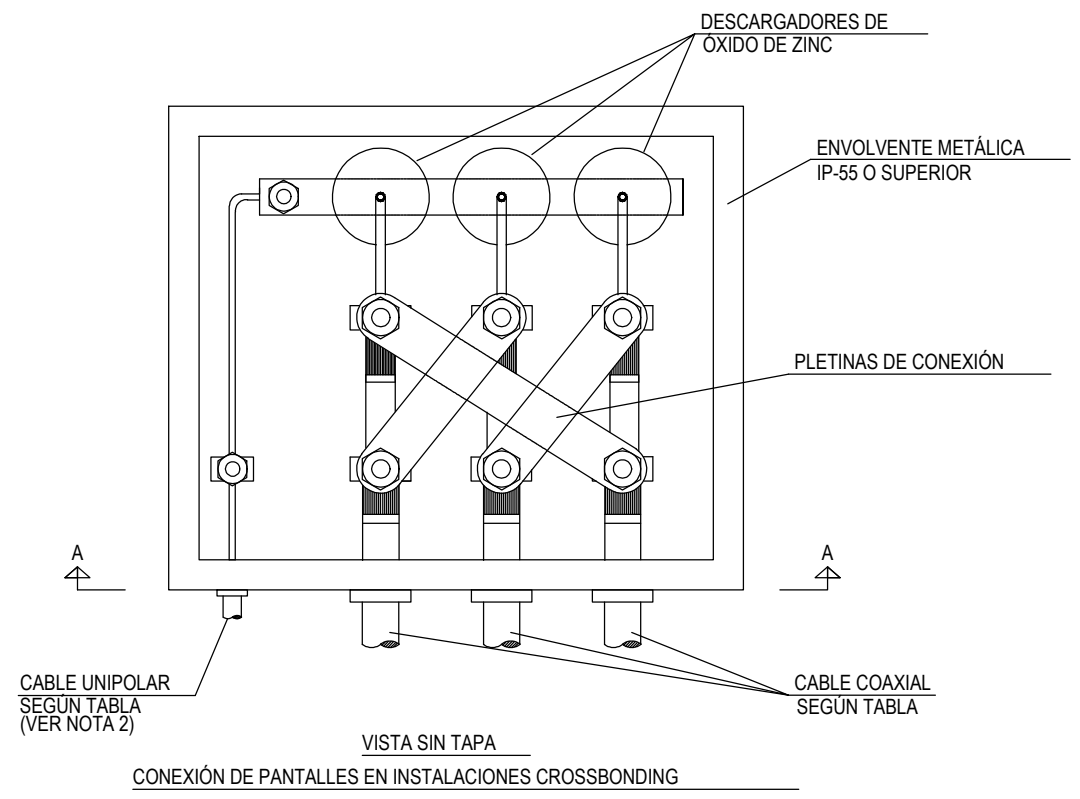 DESCARGADORES DE
ÓXIDO DE ZINC
ENVOLVENTE METÁLICA
IP-55 O SUPERIOR
PLETINAS DE CONEXIÓN
A
A
CABLE UNIPOLAR
SEGÚN TABLA
(VER NOTA 2)
CABLE COAXIAL
SEGÚN TABLA
VISTA SIN TAPA
CONEXIÓN DE PANTALLES EN INSTALACIONES CROSSBONDING